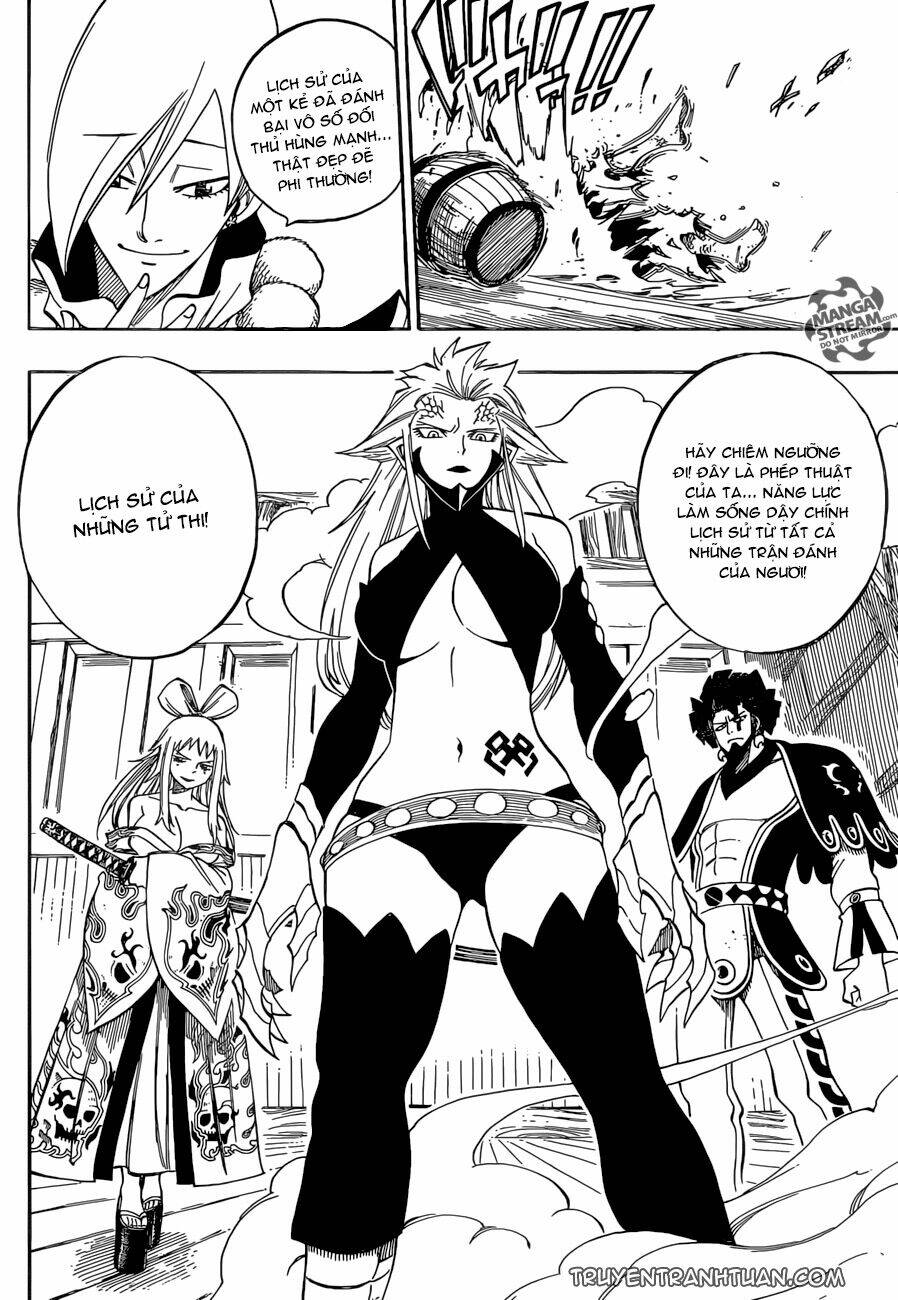 LỊCH SỬ CỦA
MỘT KẺ ĐÃ ĐÁNH
BẠI VÔ SỐ ĐỐI
THỦ HÙNG MẠNH...
THẬT ĐẸP ĐẼ
PHI THƯỜNG!
MANGA
STREAM.com
DO NOT MIRROR
LỊCH SỬ CỦA
NHỮNG TỬ THI!
HÃY CHIÊM NGƯỠNG
ĐI! ĐÂY LÀ PHÉP THUẬT
CỦA TA... NĂNG LỰC
LÀM SỐNG DẬY CHÍNH
LỊCH SỬ TỪ TẤT CẢ
NHỮNG TRẬN ĐÁNH
CỦA NGƯƠI!
TRUYENTRANHTUAN.COM